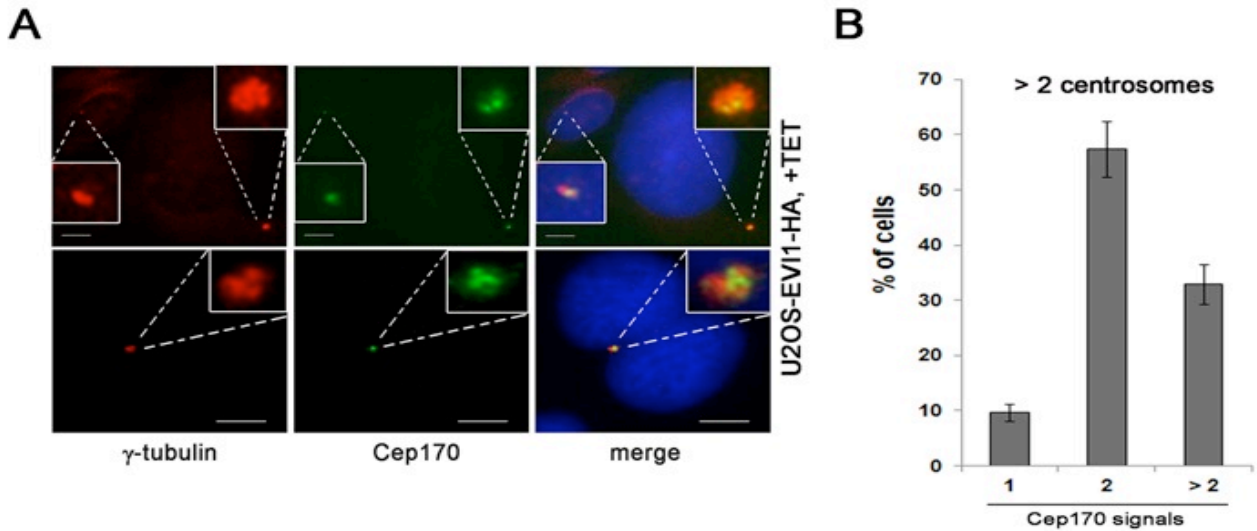 A
γ-tubulin
Cep170
merge
U2OS-EVI1-HA, +TET
B
> 2 centrosomes
% of cells
70
60
50
40
30
20
10
0
1
2
> 2
Cep170 signals